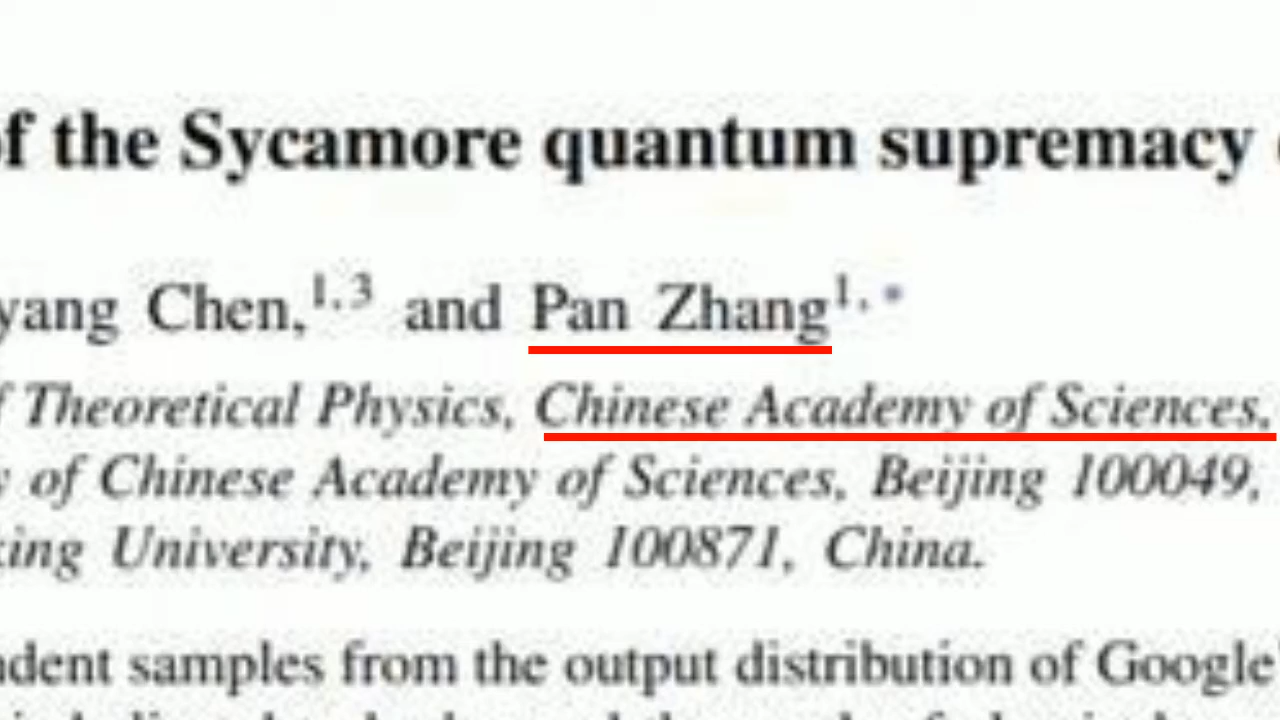 of the Sycamore quantum supremacy
yang Chen,1,3 and Pan Zhang1,*
f Theoretical Physics, Chinese Academy of Sciences,
y of Chinese Academy of Sciences, Beijing 100049,
king University, Beijing 100871, China.
ndent samples from the output distribution of Google'